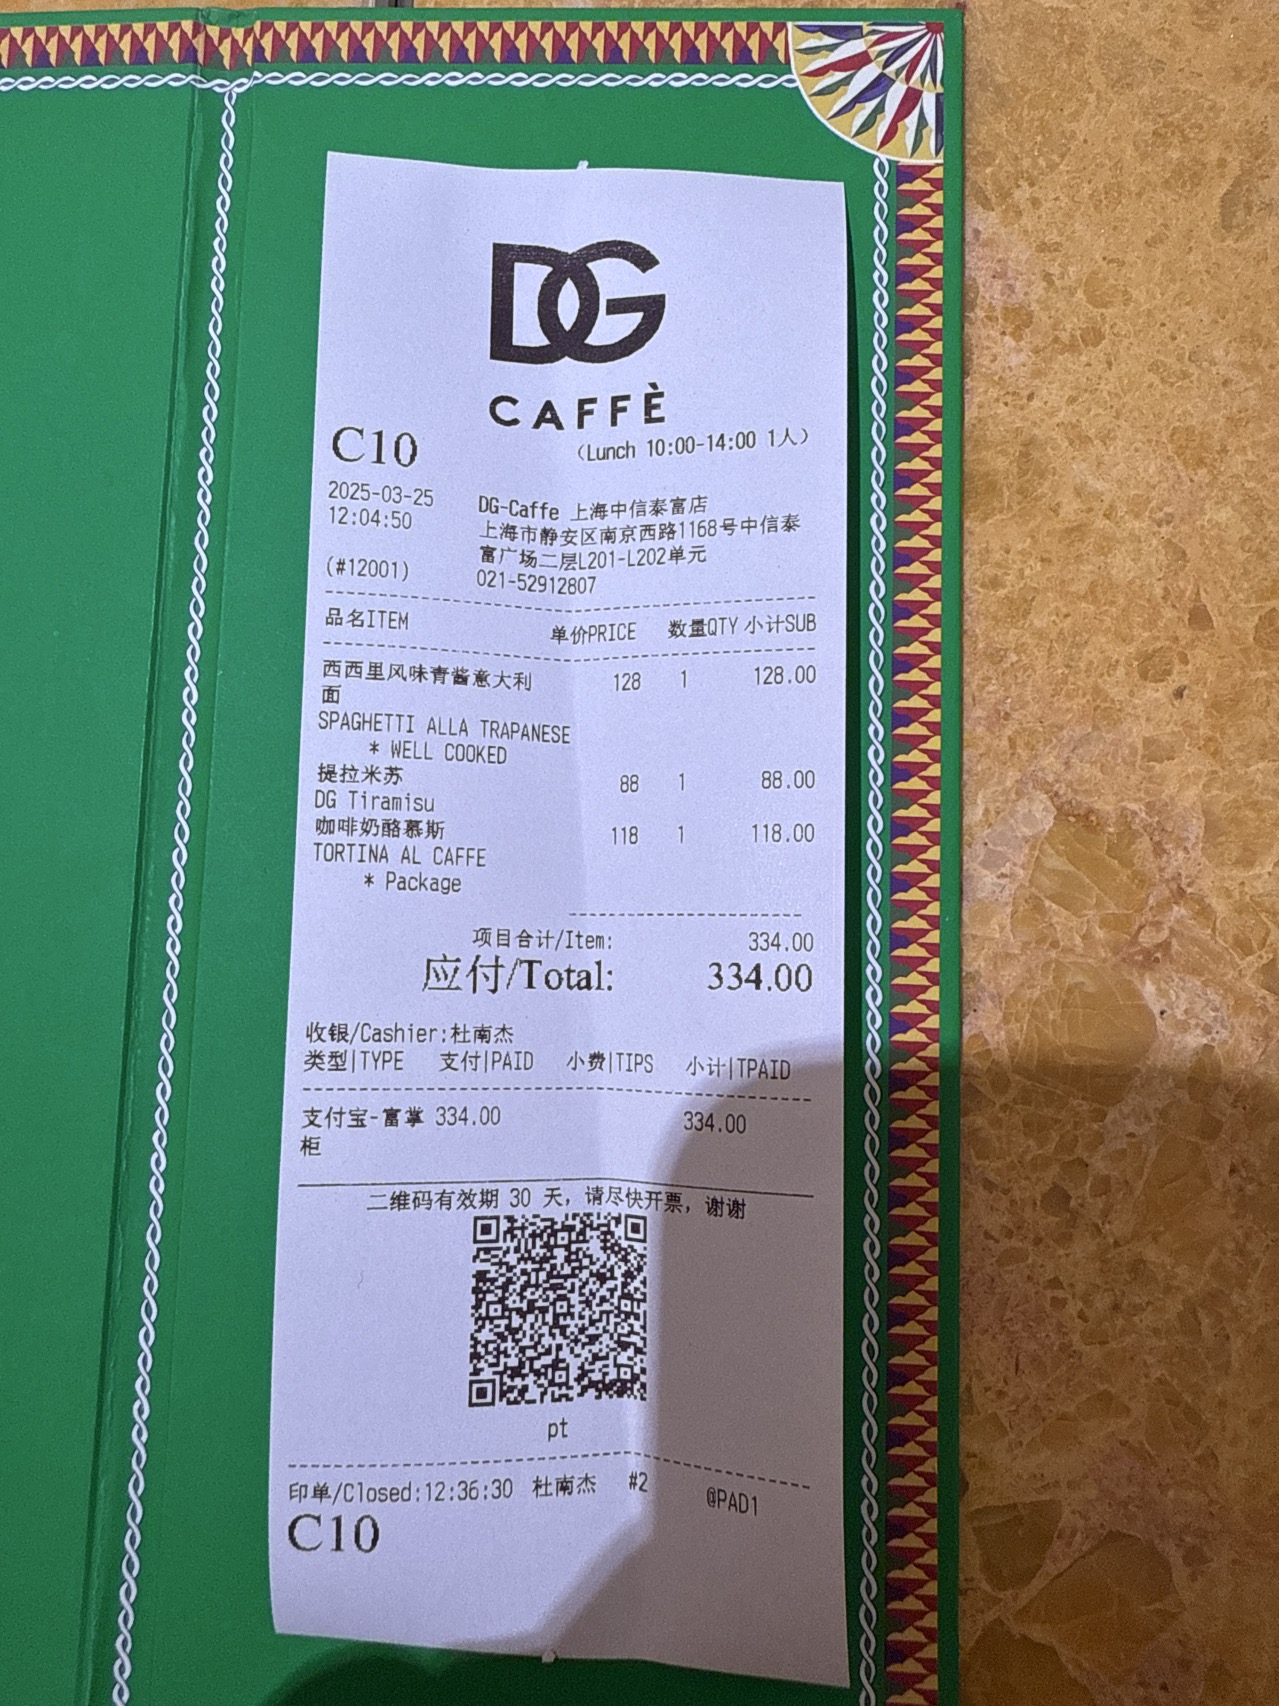 DG
CAFFÈ
C10 (Lunch 10:00-14:00 1人)
2025-03-25
12:04:50
(#12001)
DG-Caffe 上海中信泰富店
上海市静安区南京西路1168号中信泰
富广场二层L201-L202单元
021-52912807
品名ITEM 单价PRICE 数量QTY 小计SUB
西西里风味青酱意大利 128 1 128.00
面
SPAGHETTI ALLA TRAPANESE
* WELL COOKED
提拉米苏 88 1 88.00
DG Tiramisu
咖啡奶酪慕斯 118 1 118.00
TORTINA AL CAFFE
* Package
项目合计/Item: 334.00
应付/Total: 334.00
收银/Cashier:杜南杰
类型|TYPE 支付|PAID 小费|TIPS 小计|TPAID
支付宝-富掌 334.00 334.00
柜
二维码有效期 30 天，请尽快开票，谢谢
pt
印单/Closed:12:36:30 杜南杰 #2 @PAD1
C10